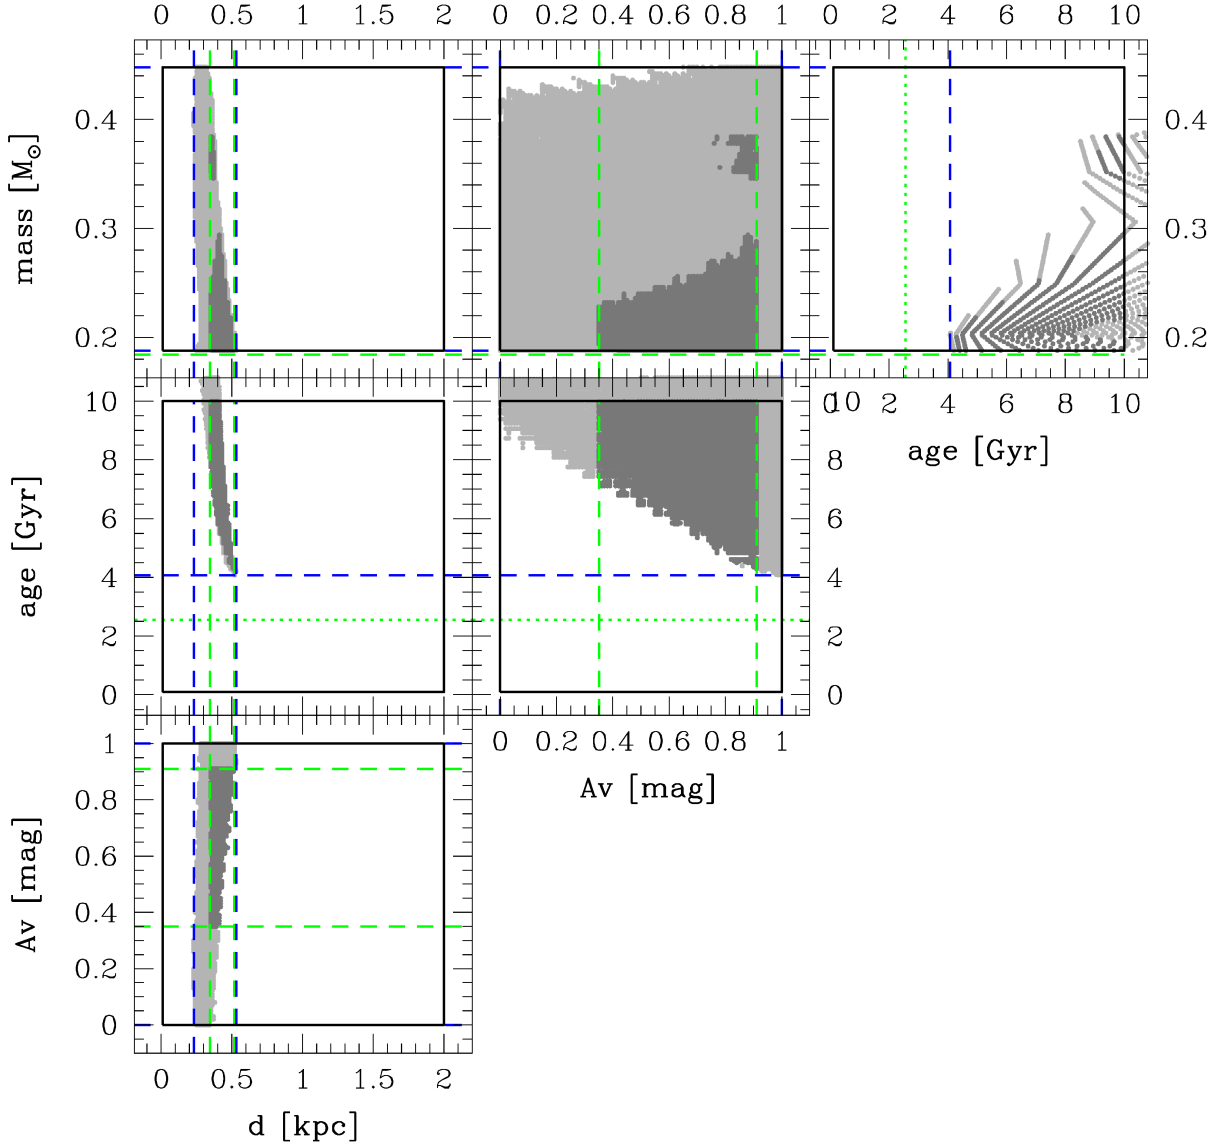 0 0.5 1 1.5 2 0 0.2 0.4 0.6 0.8 1 0 2 4 6 8 10
0.4 0.4
mass [M⊙]
0.3 0.3
0.2 0.2
10 0 10 2 4 6 8 10
age [Gyr]
8 8
6 6
age [Gyr]
4 4
2 2
0 0
0 0.2 0.4 0.6 0.8 1
1
Av [mag]
0.8
0.6
Av [mag]
0.4
0.2
0
0 0.5 1 1.5 2
d [kpc]